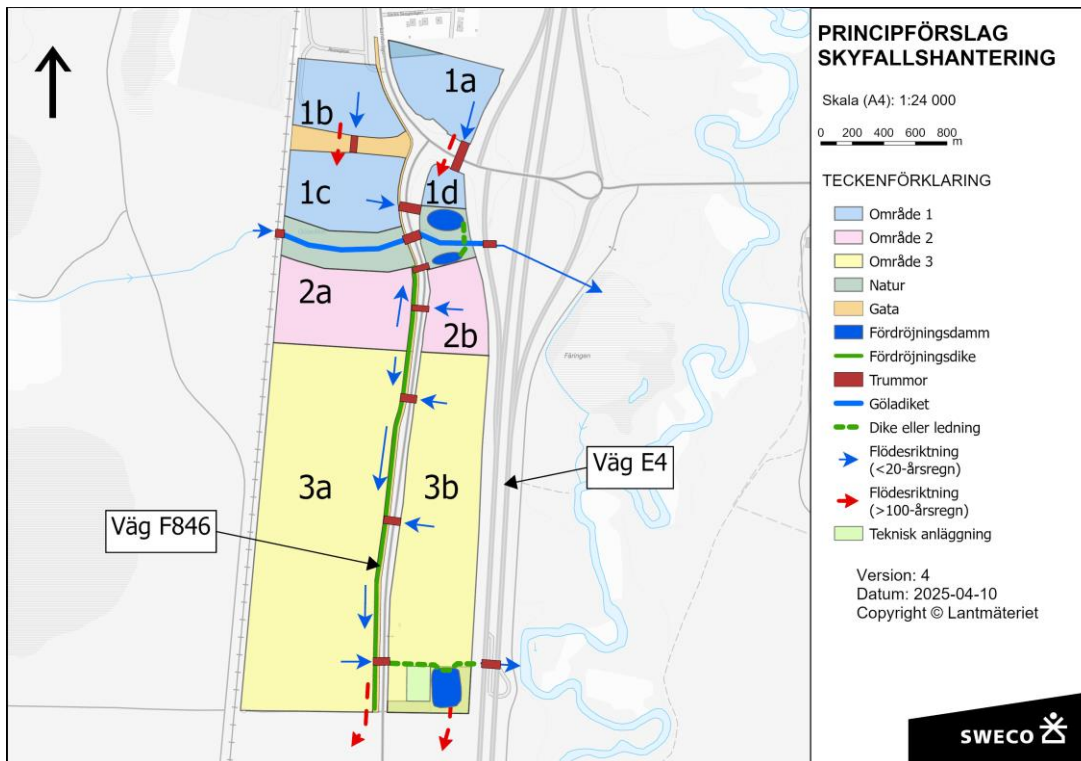 PRINCIPFÖRSLAG
SKYFALLSHANTERING
Skala (A4): 1:24 000
0 200 400 600 800
m
TECKENFÖRKLARING
Område 1
Område 2
Område 3
Natur
Gata
Fördröjningsdamm
Fördröjningsdike
Trummor
Göladiket
Dike eller ledning
Flödesriktning
(<20-årsregn)
Flödesriktning
(>100-årsregn)
Teknisk anläggning
Version: 4
Datum: 2025-04-10
Copyright © Lantmäteriet
SWECO
1a
1b
1c
1d
2a
2b
Färingen
3a
3b
Väg E4
Väg F846